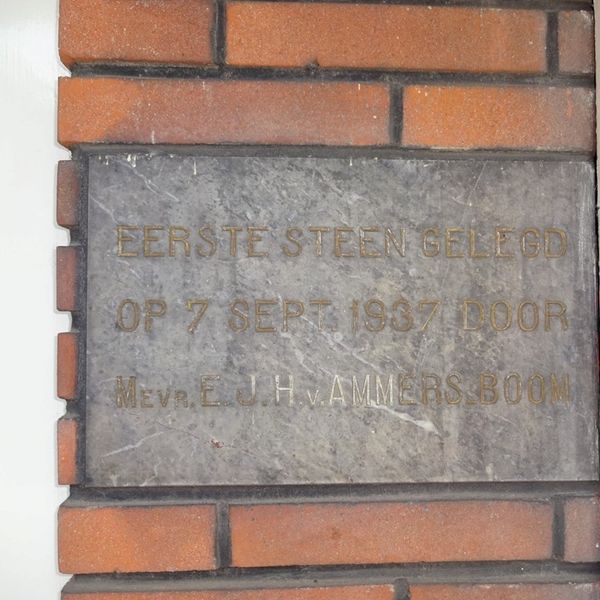 EERSTE STEEN GELEGD
OP 7 SEPT. 1937 DOOR
MEVR. E.J.H.v.AMMERS-BOOM